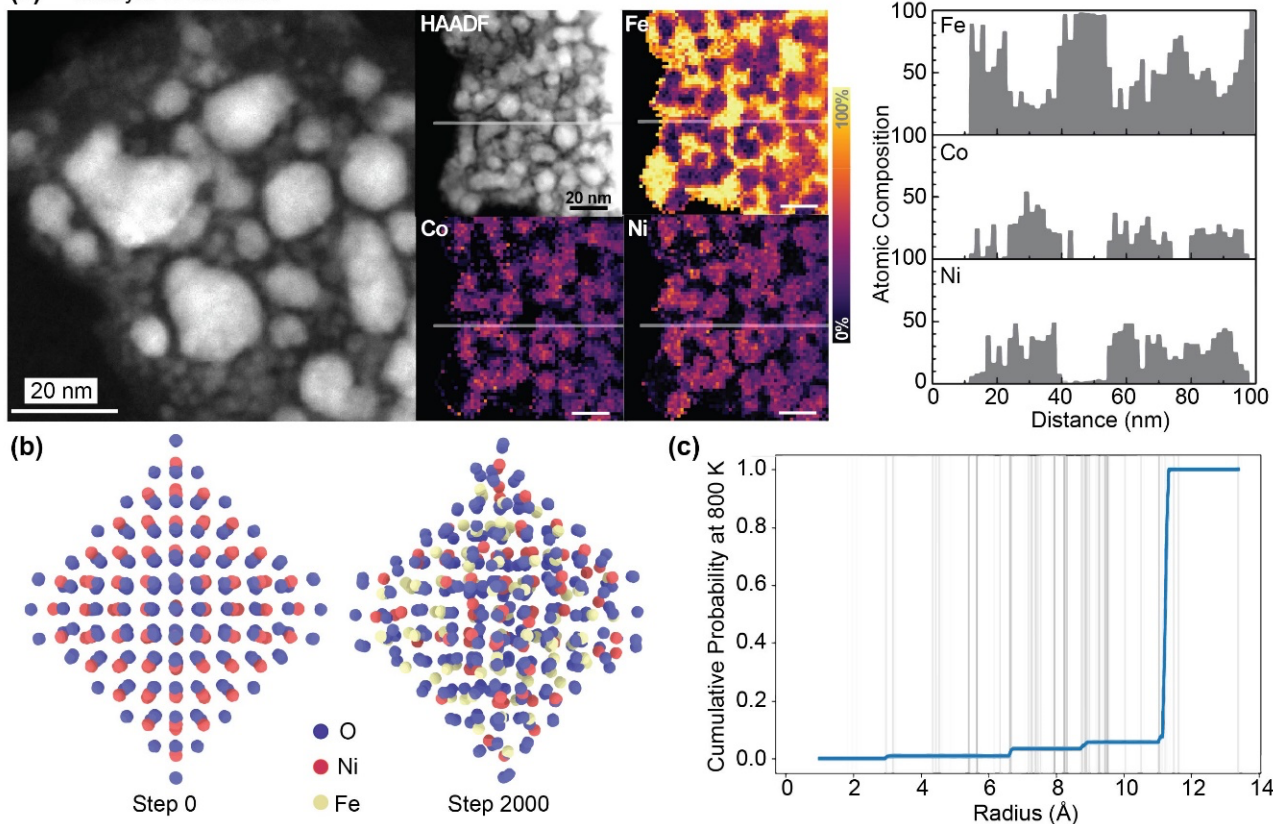 HAADF
Fe
20 nm
Co
Ni
20 nm
100%
0%
Atomic Composition
100
Fe
50
100
Co
50
100
Ni
50
0
0 20 40 60 80 100
Distance (nm)
(b)
O
Ni
Fe
Step 0
Step 2000
(c)
Cumulative Probability at 800 K
1.0
0.8
0.6
0.4
0.2
0.0
0 2 4 6 8 10 12 14
Radius (Å)